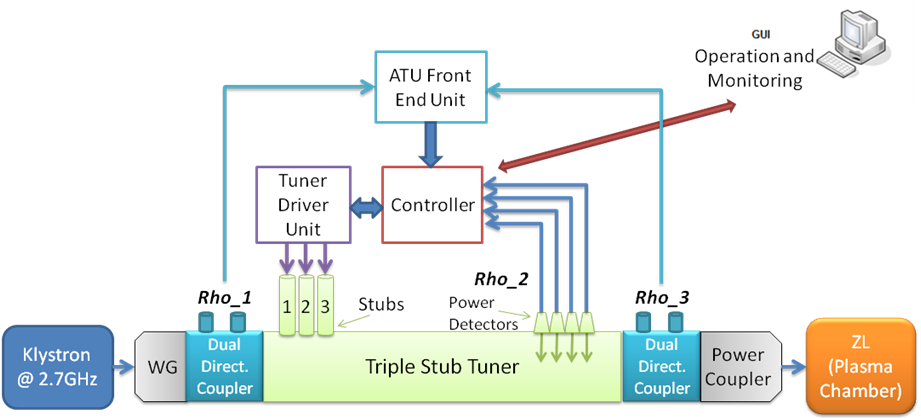 GUI
Operation and
Monitoring
ATU Front
End Unit
Tuner
Driver
Unit
Controller
Rho_1
1
2
3
Stubs
Rho_2
Power
Detectors
Rho_3
Klystron
@ 2.7GHz
WG
Dual
Direct.
Coupler
Triple Stub Tuner
Dual
Direct.
Coupler
Power
Coupler
ZL
(Plasma
Chamber)